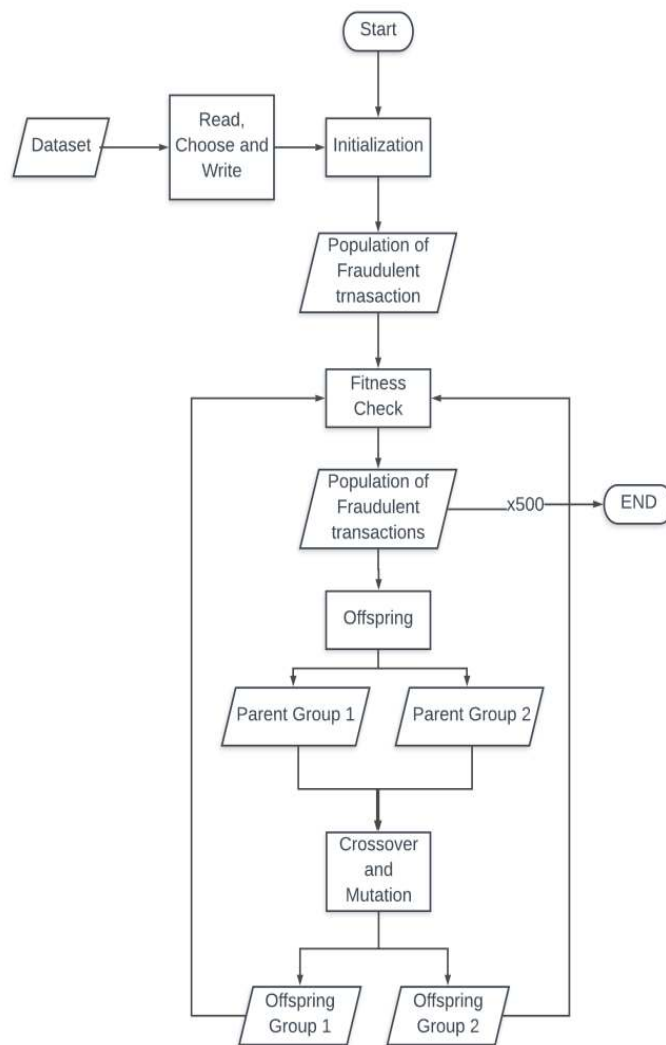 Start
Dataset
Read,
Choose and
Write
Initialization
Population of
Fraudulent
trnasaction
Fitness
Check
Population of
Fraudulent
transactions
x500
END
Offspring
Parent Group 1
Parent Group 2
Crossover
and
Mutation
Offspring
Group 1
Offspring
Group 2